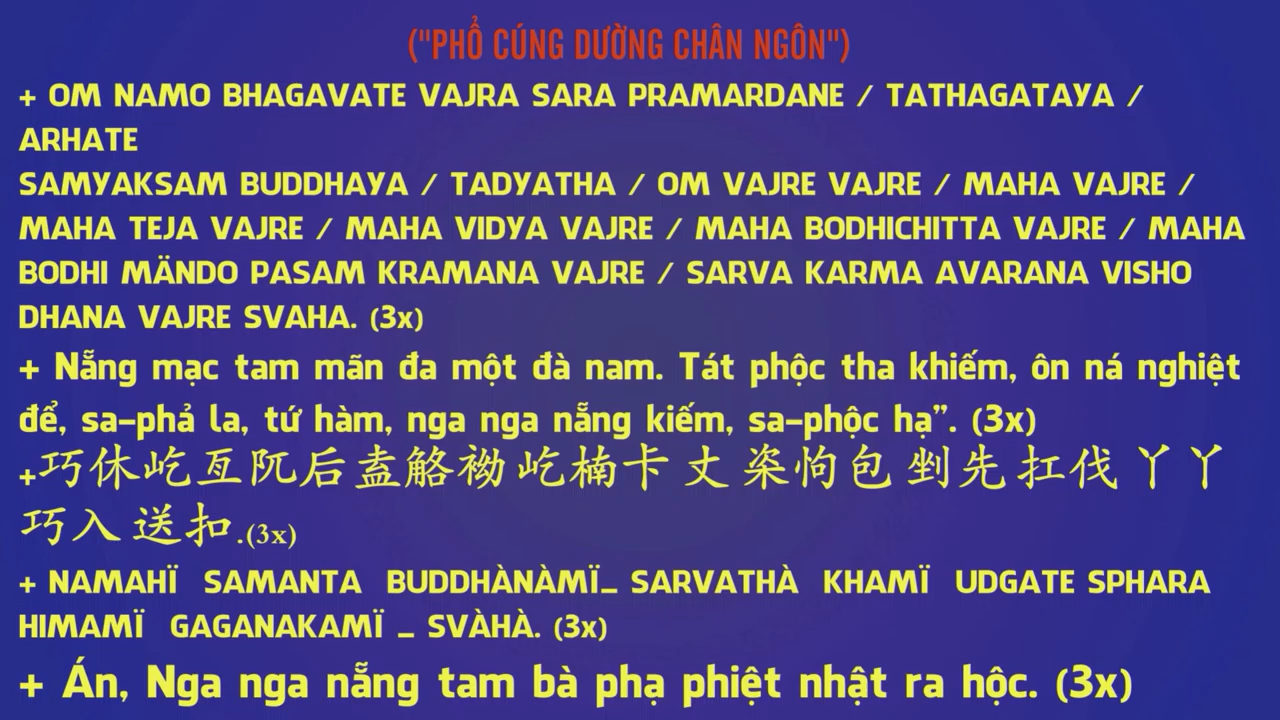 ("PHỔ CÚNG DƯỜNG CHÂN NGÔN")
+ OM NAMO BHAGAVATE VAJRA SARA PRAMARDANE / TATHAGATAYA /
ARHATE
SAMYAKSAM BUDDHAYA / TADYATHA / OM VAJRE VAJRE / MAHA VAJRE /
MAHA TEJA VAJRE / MAHA VIDYA VAJRE / MAHA BODHICHITTA VAJRE / MAHA
BODHI MÄNDO PASAM KRAMANA VAJRE / SARVA KARMA AVARANA VISHO
DHANA VAJRE SVAHA. (3x)
+ Nẵng mạc tam mãn đa một đà nam. Tát phộc tha khiếm, ôn ná nghiệt
để, sa-phả la, tứ hàm, nga nga nẵng kiếm, sa-phộc hạ”. (3x)
+巧休屹亙阢后盍觡袎屹楠卡丈 栥恦包 剉先扛伐 丫丫
巧入送扣.(3x)
+ NAMAHÏ SAMANTA BUDDHÀNÀMÏ_ SARVATHÀ KHAMÏ UDGATE SPHARA
HIMAMÏ GAGANAKAMÏ _ SVÀHÀ. (3x)
+ Án, Nga nga nẵng tam bà phạ phiệt nhật ra hộc. (3x)